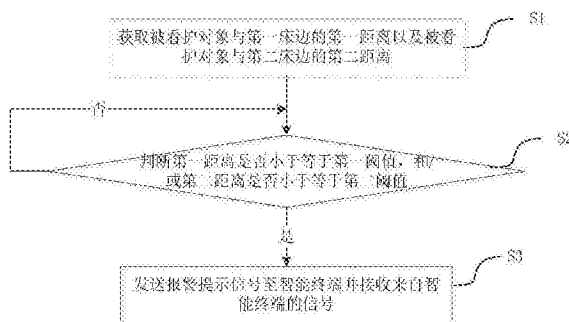 S1
获取被看护对象与第一床边的第一距离以及被看
护对象与第二床边的第二距离
否
S2
判断第一距离是否小于等于第一阈值，和/
或第二距离是否小于等于第二阈值
是
S3
发送报警提示信号至智能终端并接收来自智
能终端的信号